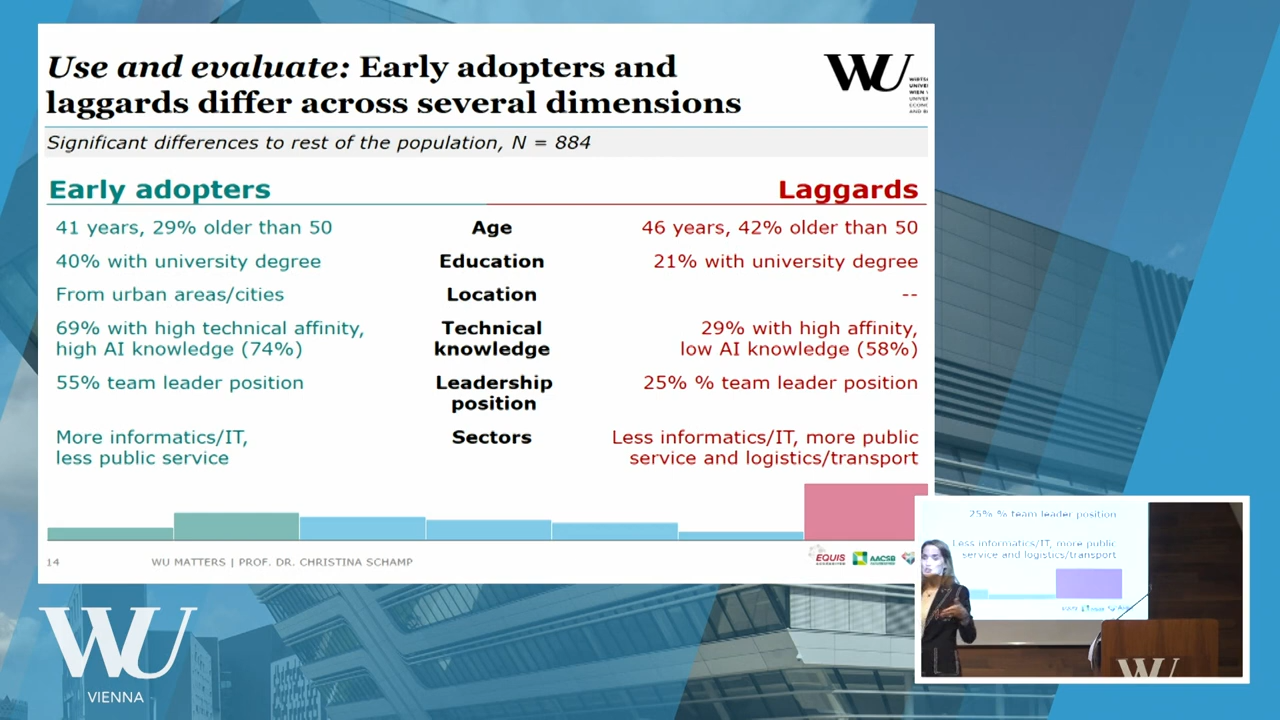 Use and evaluate: Early adopters and
laggards differ across several dimensions
WU
Significant differences to rest of the population, N = 884
Early adopters
Laggards
41 years, 29% older than 50
Age
46 years, 42% older than 50
40% with university degree
Education
21% with university degree
From urban areas/cities
Location
--
69% with high technical affinity,
high AI knowledge (74%)
Technical
knowledge
29% with high affinity,
low AI knowledge (58%)
55% team leader position
Leadership
position
25% % team leader position
More informatics/IT,
less public service
Sectors
Less informatics/IT, more public
service and logistics/transport
14
WU MATTERS | PROF. DR. CHRISTINA SCHAMP
EQUIS
AACSB
WU
VIENNA
25% % team leader position
Less informatics/IT, more public
service and logistics/transport
WU